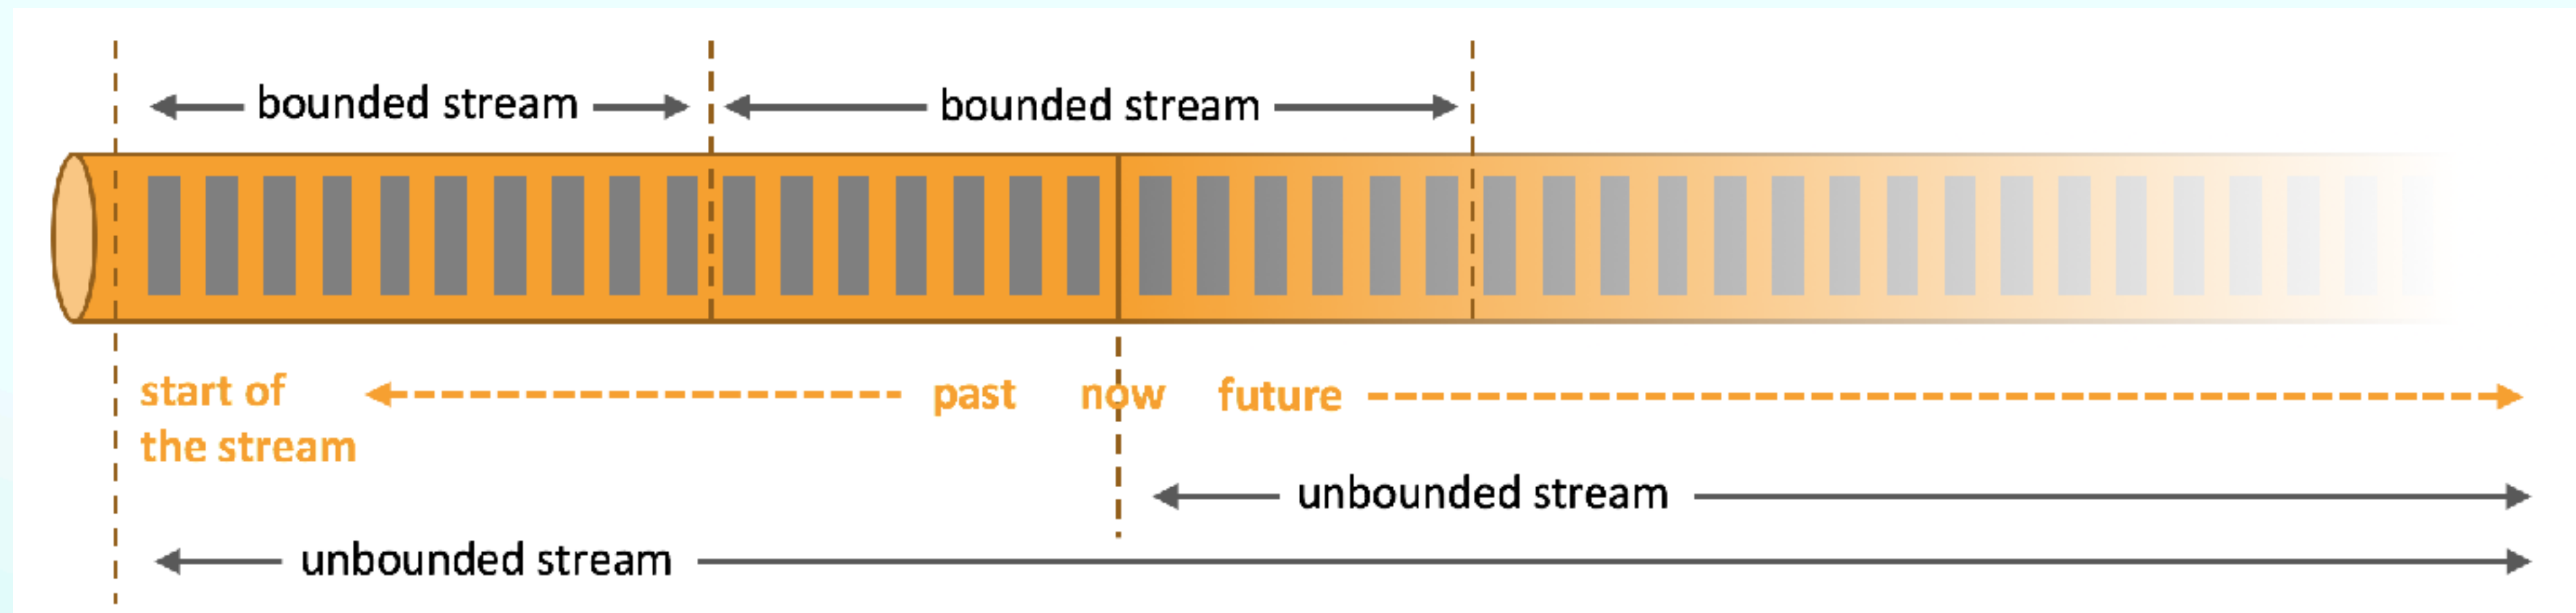 bounded stream
bounded stream
start of
the stream
past
now
future
unbounded stream
unbounded stream